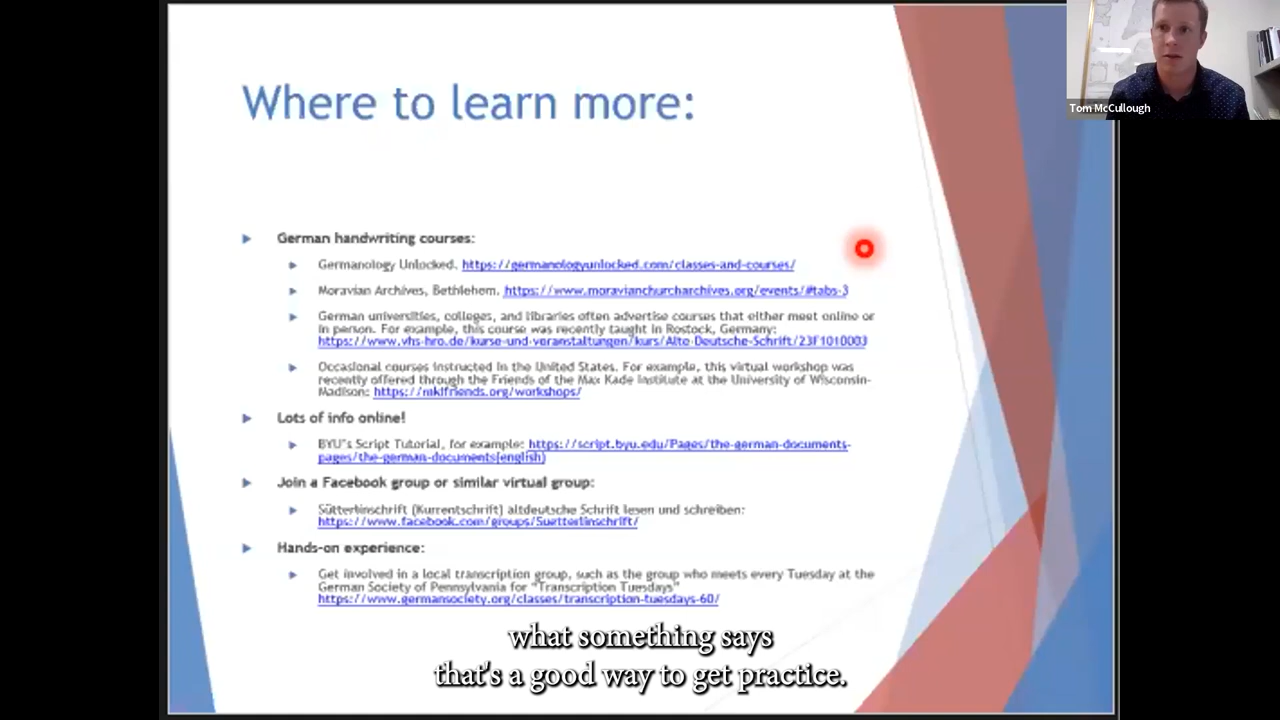 Where to learn more:
Tom McCullough
German handwriting courses:
Germanology Unlocked. https://germanologyunlocked.com/classes-and-courses/
Moravian Archives, Bethlehem. https://www.moravianchurcharchives.org/events/#tabs-3
German universities, colleges, and libraries often advertise courses that either meet online or
in person. For example, this course was recently taught in Rostock, Germany:
https://www.vhs-hro.de/kurse-und-veranstaltungen/kurs/Alte-Deutsche-Schrift/23F1010003
Occasional courses instructed in the United States. For example, this virtual workshop was
recently offered through the Friends of the Max Kade Institute at the University of Wisconsin-
Madison: https://mkifriends.org/workshops/
Lots of info online!
BYU's Script Tutorial, for example: https://script.byu.edu/Pages/the-german-documents-
pages/the-german-documents(english)
Join a Facebook group or similar virtual group:
Sütterlinschrift (Kurrentschrift) altdeutsche Schrift lesen und schreiben:
https://www.facebook.com/groups/Suetterlinschrift/
Hands-on experience:
Get involved in a local transcription group, such as the group who meets every Tuesday at the
German Society of Pennsylvania for "Transcription Tuesdays"
https://www.germansociety.org/classes/transcription-tuesdays-60/
what something says
that's a good way to get practice.